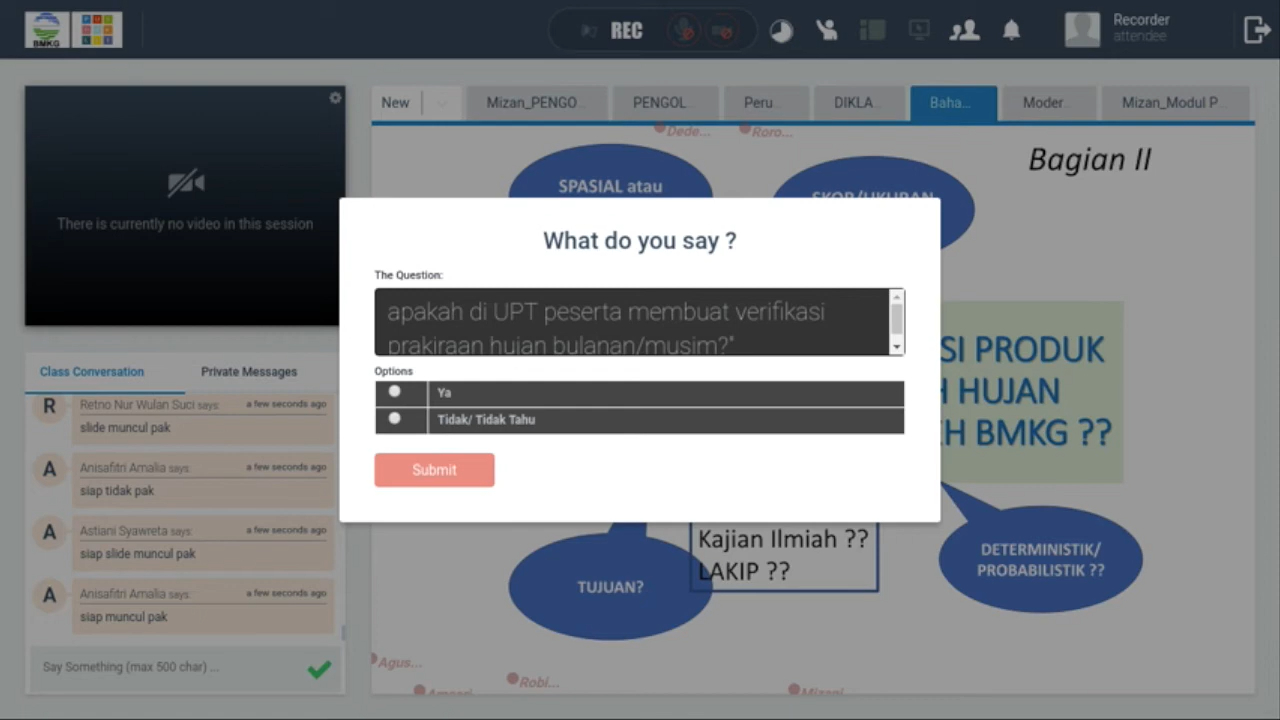 BMKG
REC
Recorder
attendee
There is currently no video in this session
New
Mizan_PENGO...
PENGOL...
Peru...
DIKLA...
Baha...
Moder...
Mizan_Modul P...
Dede...
Roro...
Bagian II
SPASIAL atau
What do you say ?
The Question:
apakah di UPT peserta membuat verifikasi
prakiraan hujan bulanan/musim?"
Options
Ya
Tidak/ Tidak Tahu
Submit
SI PRODUK
HUJAN
H BMKG ??
Kajian Ilmiah ??
LAKIP ??
TUJUAN?
DETERMINISTIK/
PROBABILISTIK ??
Agus...
Robi...
Class Conversation
Private Messages
R
Retno Nur Wulan Suci says:
a few seconds ago
slide muncul pak
A
Anisafitri Amalia says:
a few seconds ago
siap tidak pak
A
Astiani Syawreta says:
a few seconds ago
siap slide muncul pak
A
Anisafitri Amalia says:
a few seconds ago
siap muncul pak
Say Something (max 500 char) ...